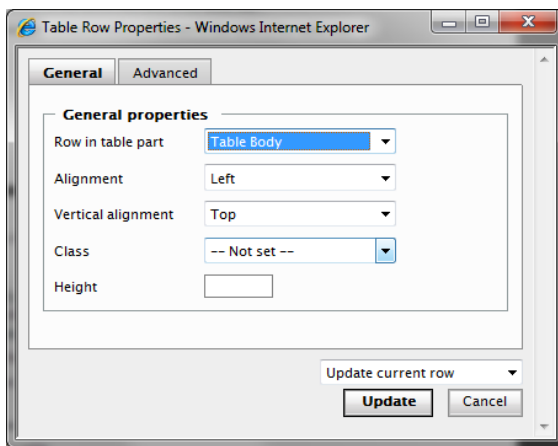 Table Row Properties - Windows Internet Explorer
General Advanced
General properties
Row in table part Table Body
Alignment Left
Vertical alignment Top
Class -- Not set --
Height
Update current row
Update Cancel